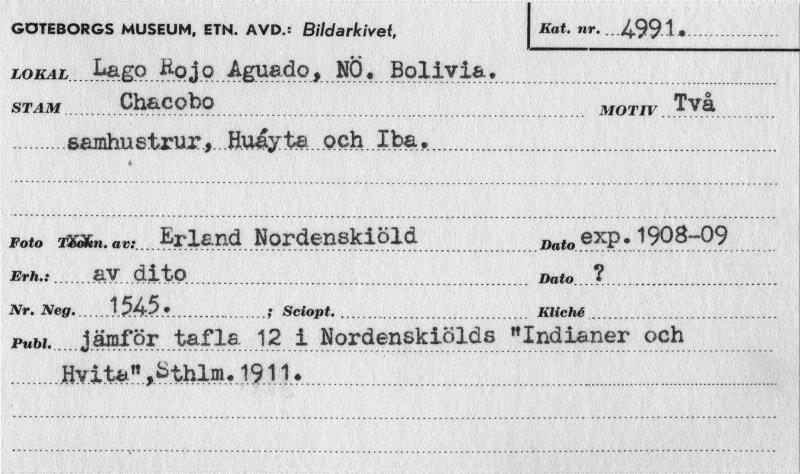 GÖTEBORGS MUSEUM, ETN. AVD.: Bildarkivet,
Kat. nr. 4991.
LOKAL Lago Rojo Aguado, NÖ. Bolivia.
STAM Chacobo MOTIV Två
samhustrur, Huáyta och Iba.
Foto Teckn. av: Erland Nordenskiöld Dato exp. 1908-09
Erh.: av dito Dato ?
Nr. Neg. 1545. ; Sciopt. Kliché
Publ. jämför tafla 12 i Nordenskiölds "Indianer och
Hvita", Sthlm. 1911.